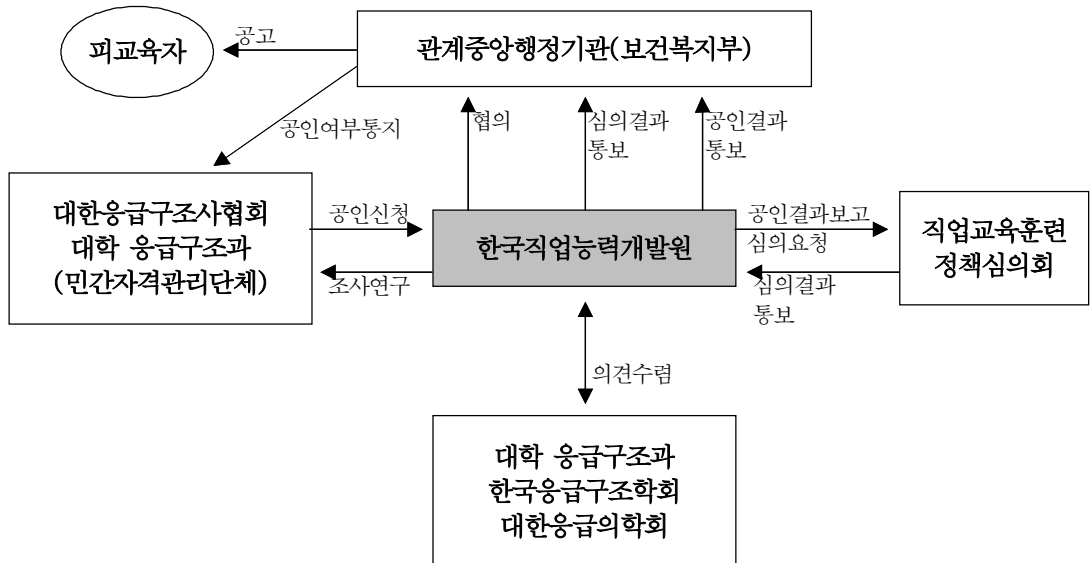 피교육자
공고
관계중앙행정기관(보건복지부)
공인여부통지
협의
심의결과
통보
공인결과
통보
대한응급구조사협회
대학 응급구조과
(민간자격관리단체)
공인신청
조사연구
한국직업능력개발원
공인결과보고
심의요청
심의결과
통보
직업교육훈련
정책심의회
의견수렴
대학 응급구조과
한국응급구조학회
대한응급의학회